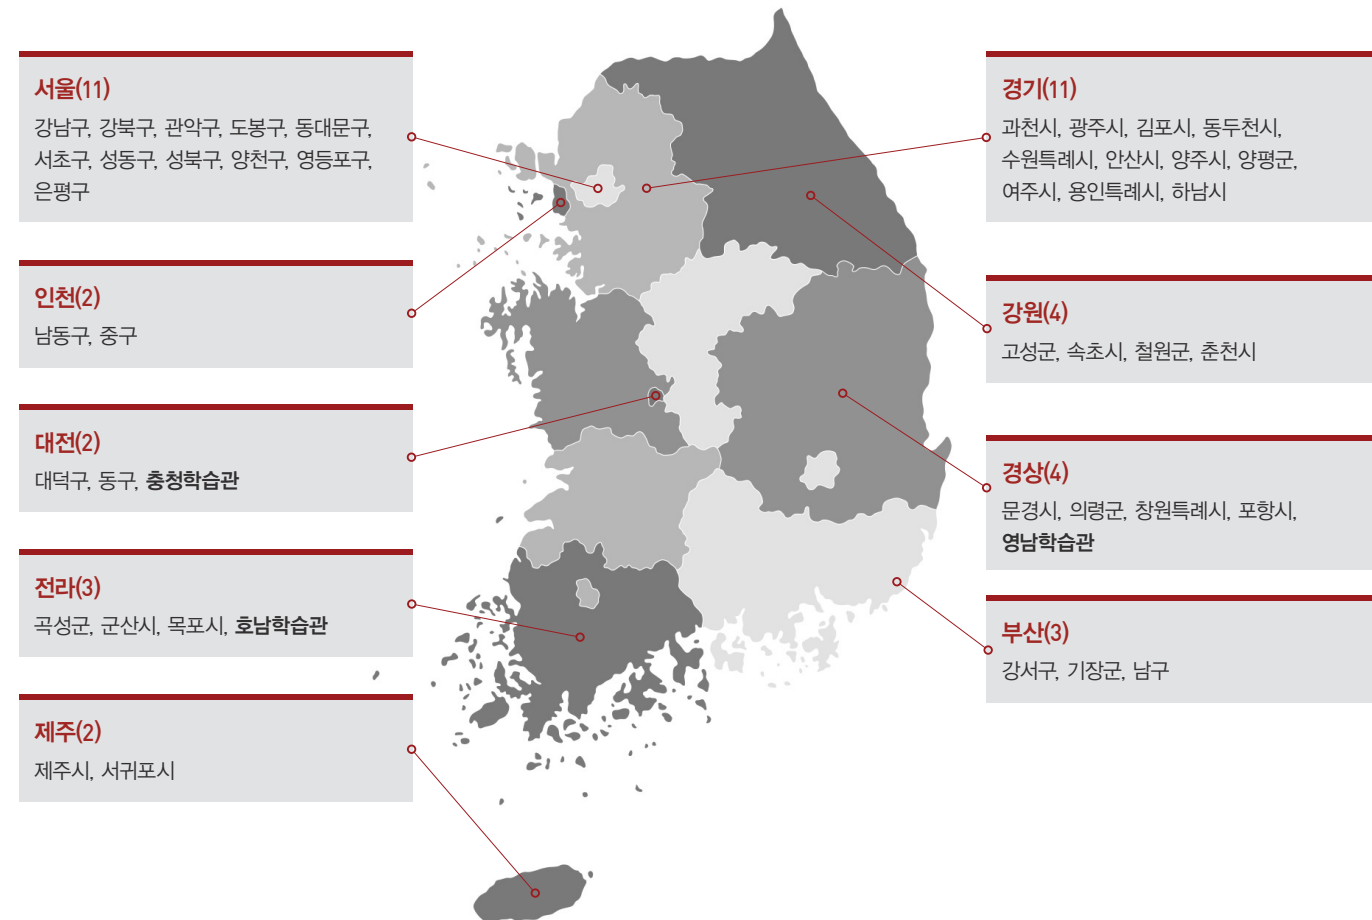 서울(11)
강남구, 강북구, 관악구, 도봉구, 동대문구,
서초구, 성동구, 성북구, 양천구, 영등포구,
은평구
인천(2)
남동구, 중구
대전(2)
대덕구, 동구, 충청학습관
전라(3)
곡성군, 군산시, 목포시, 호남학습관
제주(2)
제주시, 서귀포시
경기(11)
과천시, 광주시, 김포시, 동두천시,
수원특례시, 안산시, 양주시, 양평군,
여주시, 용인특례시, 하남시
강원(4)
고성군, 속초시, 철원군, 춘천시
경상(4)
문경시, 의령군, 창원특례시, 포항시,
영남학습관
부산(3)
강서구, 기장군, 남구